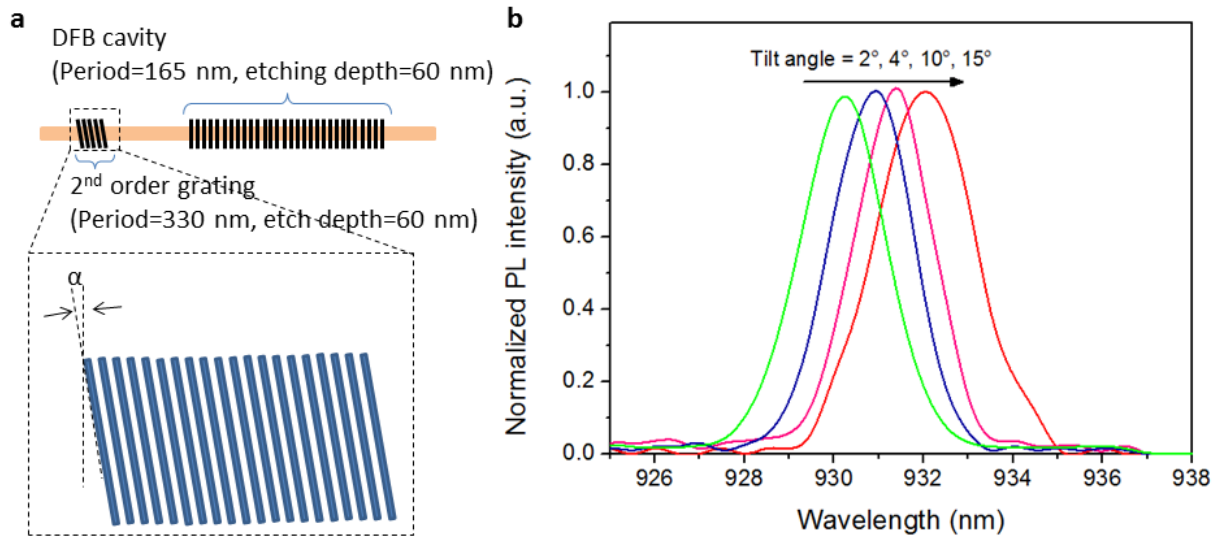 a
DFB cavity
(Period=165 nm, etching depth=60 nm)
2nd order grating
(Period=330 nm, etch depth=60 nm)
α
b
Tilt angle = 2°, 4°, 10°, 15°
Normalized PL intensity (a.u.)
1.0
0.8
0.6
0.4
0.2
0.0
926 928 930 932 934 936 938
Wavelength (nm)